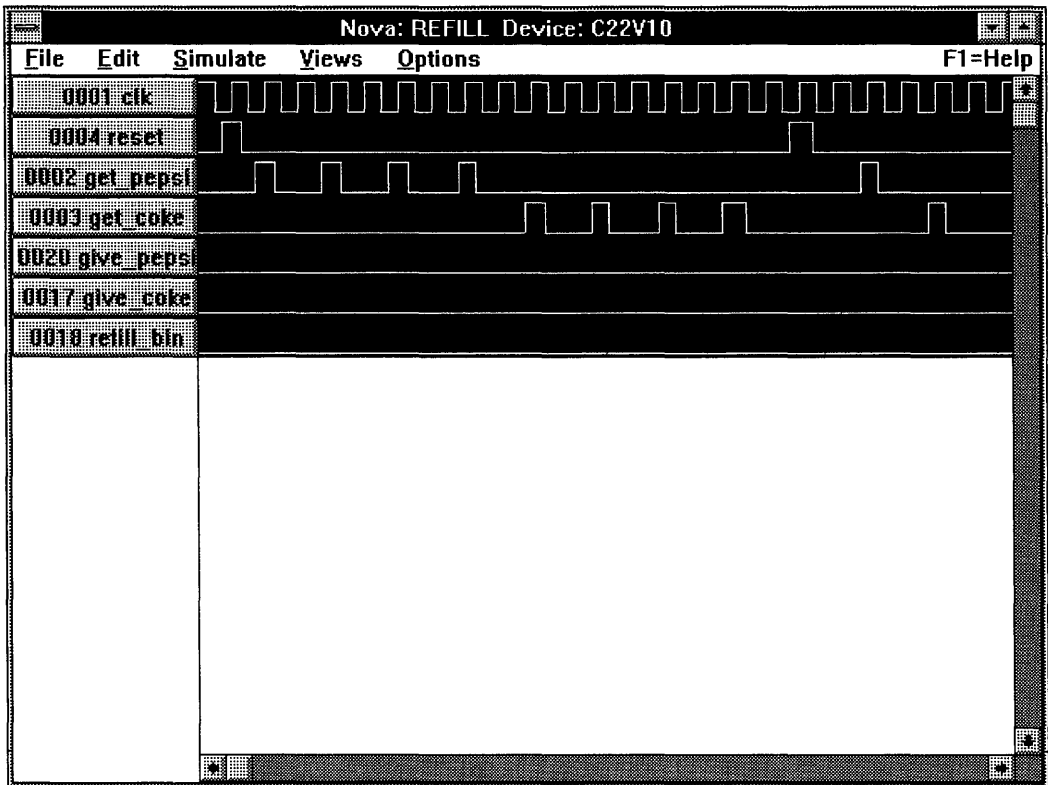 Nova: REFILL Device: C22V10
File Edit Simulate Views Options F1=Help
0001 clk
0004 reset
0002 get_pepsi
0003 get_coke
0020 give_pepsi
0017 give_coke
0018 refill_bin